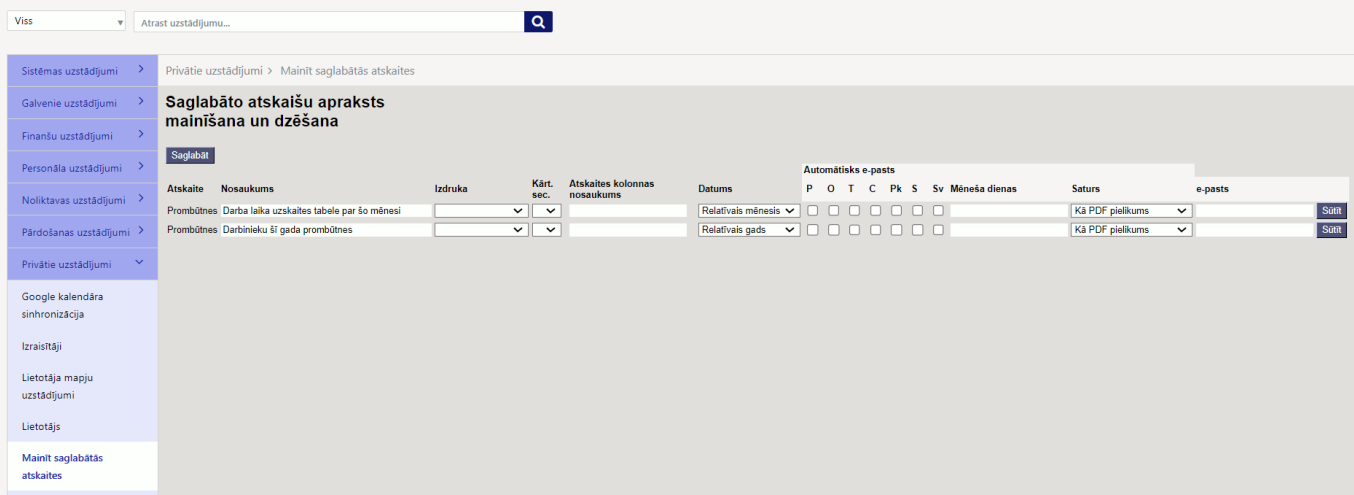 Viss
Atrast uzstādījumu...
Sistēmas uzstādījumi
Galvenie uzstādījumi
Finanšu uzstādījumi
Personāla uzstādījumi
Noliktavas uzstādījumi
Pārdošanas uzstādījumi
Privātie uzstādījumi
Google kalendāra
sinhronizācija
Izraisītāji
Lietotāja mapju
uzstādījumi
Lietotājs
Mainīt saglabātās
atskaites
Privātie uzstādījumi > Mainīt saglabātās atskaites
Saglabāto atskaišu apraksts
mainīšana un dzēšana
Saglabāt
Automātisks e-pasts
Atskaite Nosaukums Izdruka Kārt. sec. Atskaites kolonnas nosaukums Datums P O T C Pk S Sv Mēneša dienas Saturs e-pasts
Prombūtnes Darba laika uzskaites tabele par šo mēnesi Relatīvais mēnesis Kā PDF pielikums Sūtīt
Prombūtnes Darbinieku šī gada prombūtnes Relatīvais gads Kā PDF pielikums Sūtīt